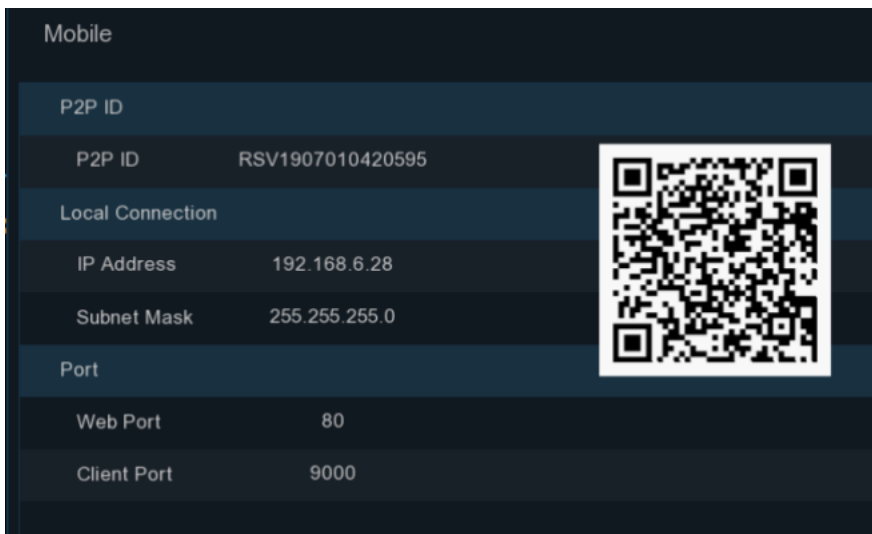 Mobile
P2P ID
P2P ID RSV1907010420595
Local Connection
IP Address 192.168.6.28
Subnet Mask 255.255.255.0
Port
Web Port 80
Client Port 9000